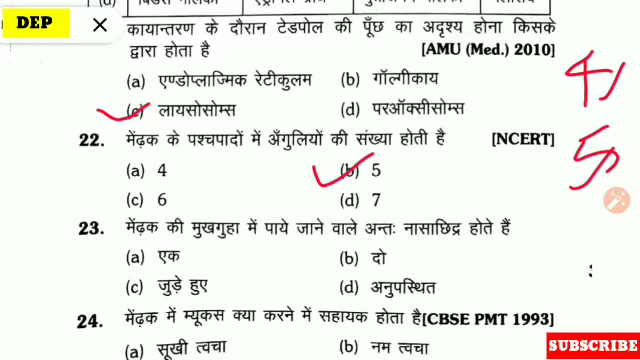 (d)
DEP
कायान्तरण के दौरान टेडपोल की पूँछ का अदृश्य होना किसके
द्वारा होता है [AMU (Med.) 2010]
(a) एण्डोप्लाज्मिक रेटीकुलम (b) गॉल्गीकाय
(c) लायसोसोम्स (d) परऑक्सीसोम्स
22. मेंढ़क के पश्चपादों में अँगुलियों की संख्या होती है [NCERT]
(a) 4 (b) 5
(c) 6 (d) 7
23. मेंढ़क की मुखगुहा में पाये जाने वाले अन्तः नासाछिद्र होते हैं
(a) एक (b) दो
(c) जुड़े हुए (d) अनुपस्थित
24. मेंढ़क में म्यूकस क्या करने में सहायक होता है[CBSE PMT 1993]
(a) सूखी त्वचा (b) नम त्वचा
4
5
SUBSCRIBE